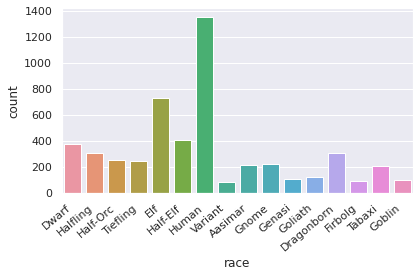 1400
1200
1000
800
600
400
200
0
count
Dwarf
Halfling
Half-Orc
Tiefling
Elf
Half-Elf
Human
Variant
Aasimar
Gnome
Genasi
Goliath
Dragonborn
Firbolg
Tabaxi
Goblin
race